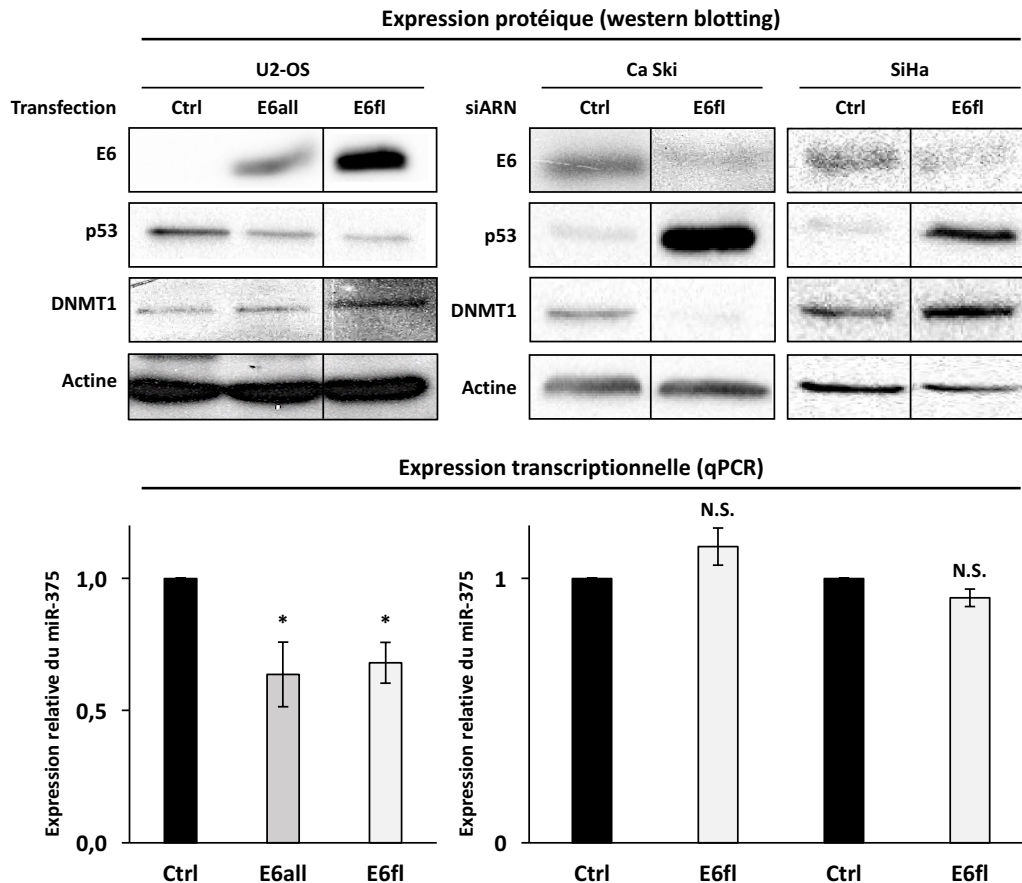 Expression protéique (western blotting)
U2-OS
Ca Ski
SiHa
Transfection Ctrl E6all E6fl
siARN Ctrl E6fl Ctrl E6fl
E6
E6
p53
p53
DNMT1
DNMT1
Actine
Actine
Expression transcriptionnelle (qPCR)
Expression relative du miR-375
1,0
0,5
0,0
*
*
Ctrl E6all E6fl
Expression relative du miR-375
1
0
N.S.
N.S.
Ctrl E6fl Ctrl E6fl